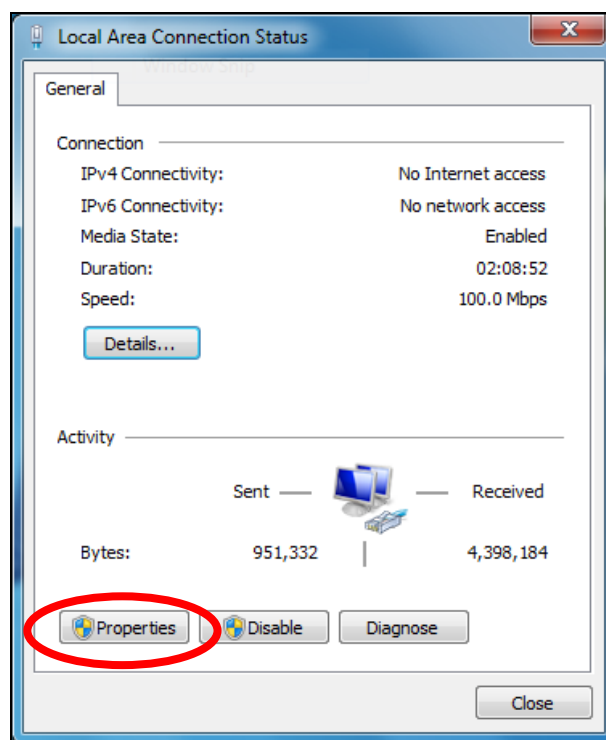 Local Area Connection Status
Window Snip
General
Connection
IPv4 Connectivity: No Internet access
IPv6 Connectivity: No network access
Media State: Enabled
Duration: 02:08:52
Speed: 100.0 Mbps
Details...
Activity
Sent Received
Bytes: 951,332 4,398,184
Properties Disable Diagnose
Close